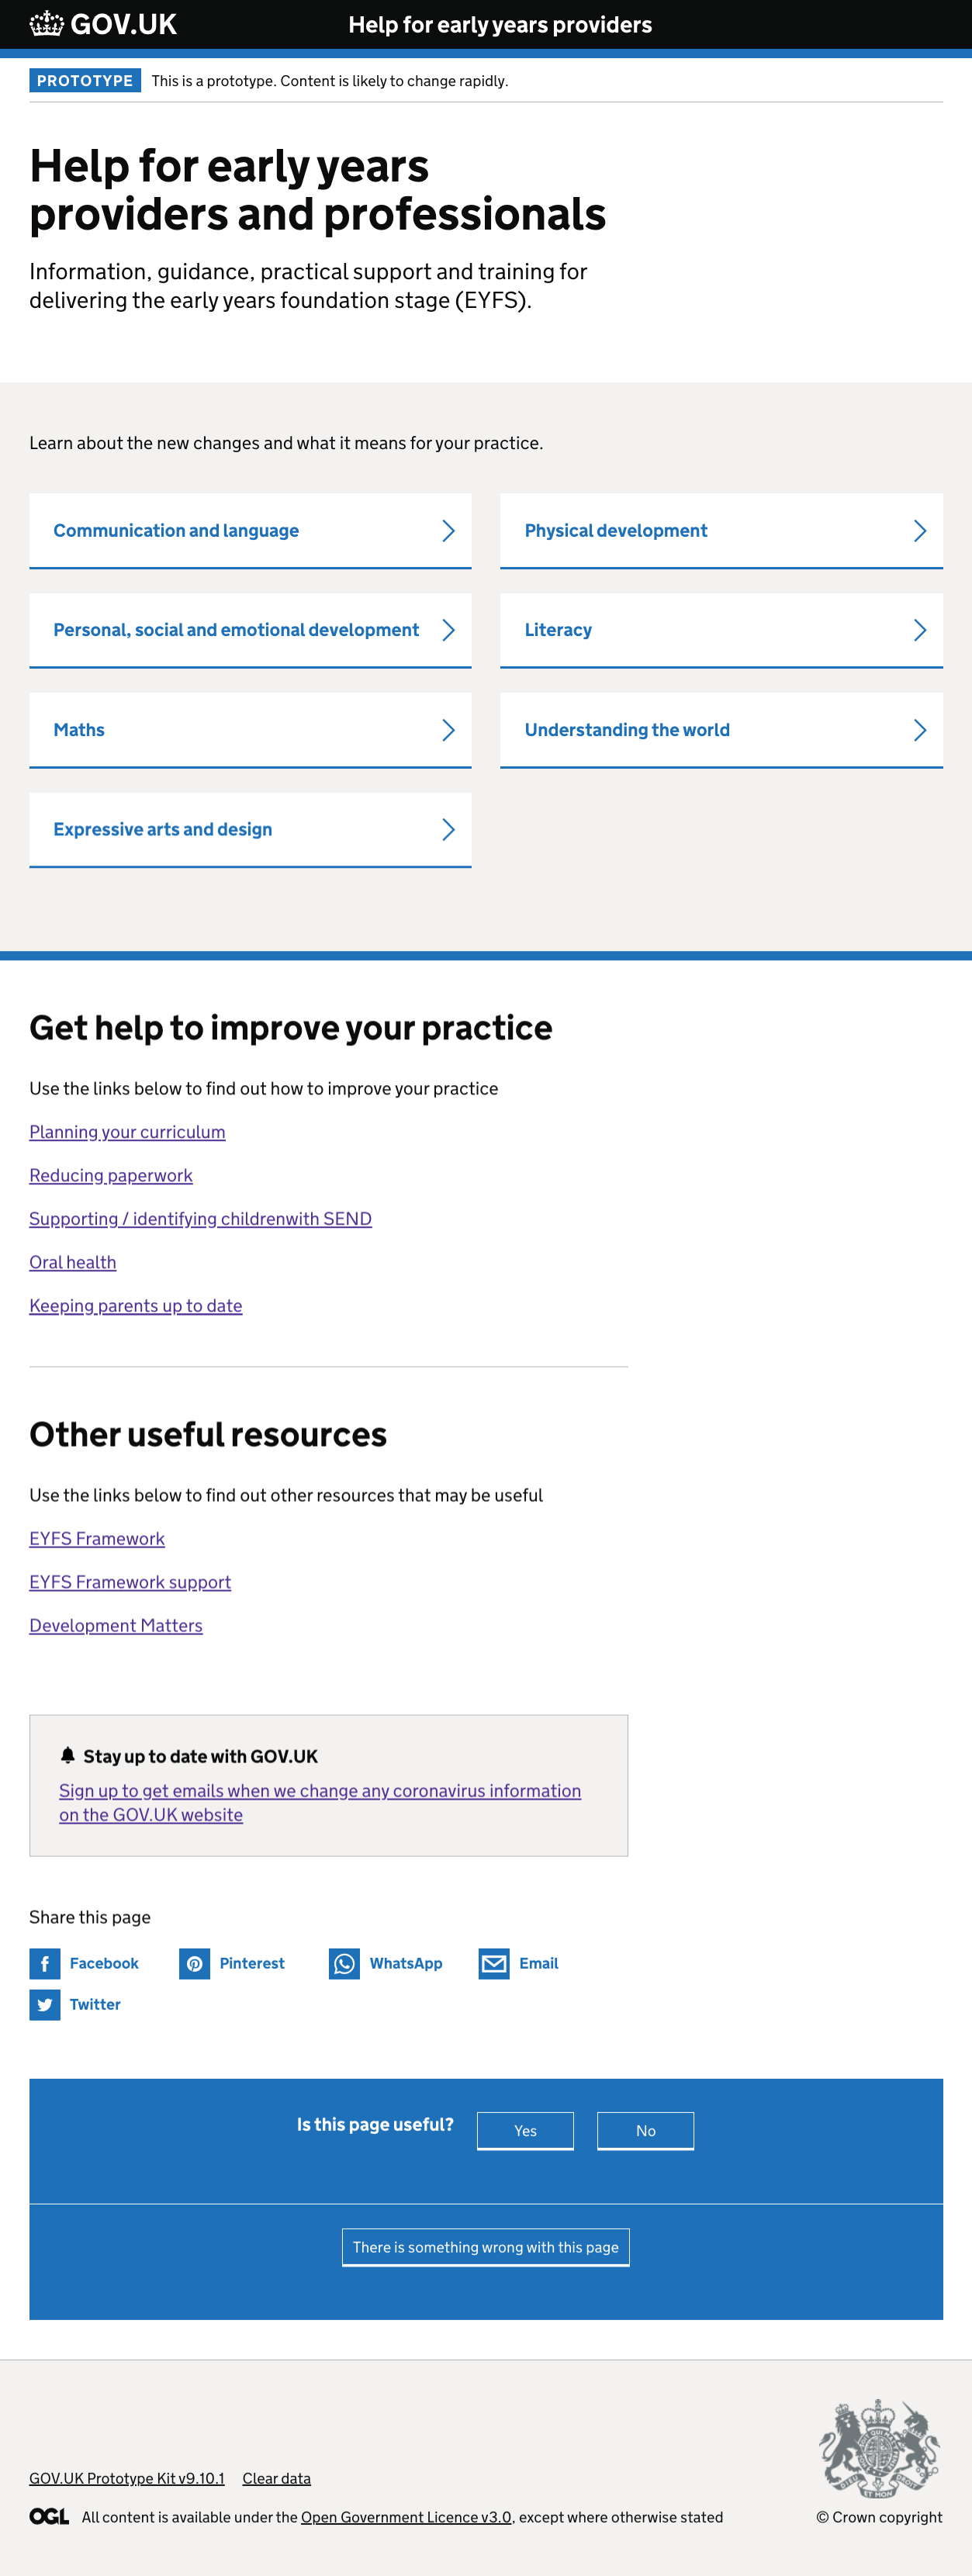 GOV.UK
Help for early years providers
PROTOTYPE
This is a prototype. Content is likely to change rapidly.
Help for early years
providers and professionals
Information, guidance, practical support and training for
delivering the early years foundation stage (EYFS).
Learn about the new changes and what it means for your practice.
Communication and language
Physical development
Personal, social and emotional development
Literacy
Maths
Understanding the world
Expressive arts and design
Get help to improve your practice
Use the links below to find out how to improve your practice
Planning your curriculum
Reducing paperwork
Supporting / identifying childrenwith SEND
Oral health
Keeping parents up to date
Other useful resources
Use the links below to find out other resources that may be useful
EYFS Framework
EYFS Framework support
Development Matters
Stay up to date with GOV.UK
Sign up to get emails when we change any coronavirus information
on the GOV.UK website
Share this page
Facebook
Pinterest
WhatsApp
Email
Twitter
Is this page useful?
Yes
No
There is something wrong with this page
GOV.UK Prototype Kit v9.10.1
Clear data
OGL
All content is available under the Open Government Licence v3.0, except where otherwise stated
© Crown copyright